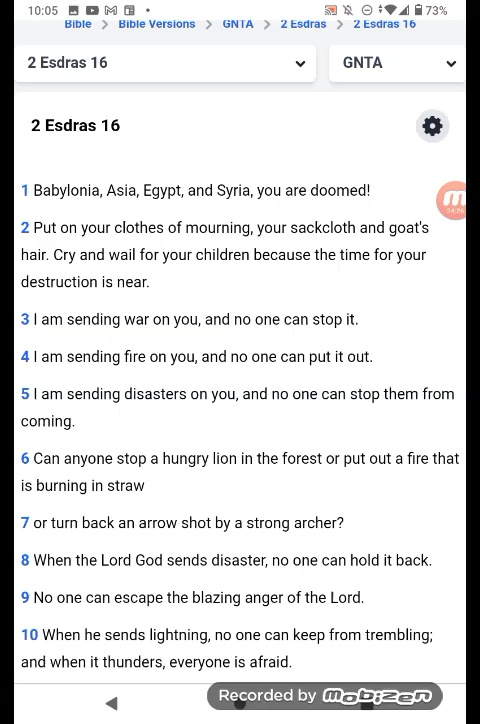 10:05
73%
Bible > Bible Versions > GNTA > 2 Esdras > 2 Esdras 16
2 Esdras 16
GNTA
2 Esdras 16
1 Babylonia, Asia, Egypt, and Syria, you are doomed!
2 Put on your clothes of mourning, your sackcloth and goat's
hair. Cry and wail for your children because the time for your
destruction is near.
3 I am sending war on you, and no one can stop it.
4 I am sending fire on you, and no one can put it out.
5 I am sending disasters on you, and no one can stop them from
coming.
6 Can anyone stop a hungry lion in the forest or put out a fire that
is burning in straw
7 or turn back an arrow shot by a strong archer?
8 When the Lord God sends disaster, no one can hold it back.
9 No one can escape the blazing anger of the Lord.
10 When he sends lightning, no one can keep from trembling;
and when it thunders, everyone is afraid.
Recorded by mobizen